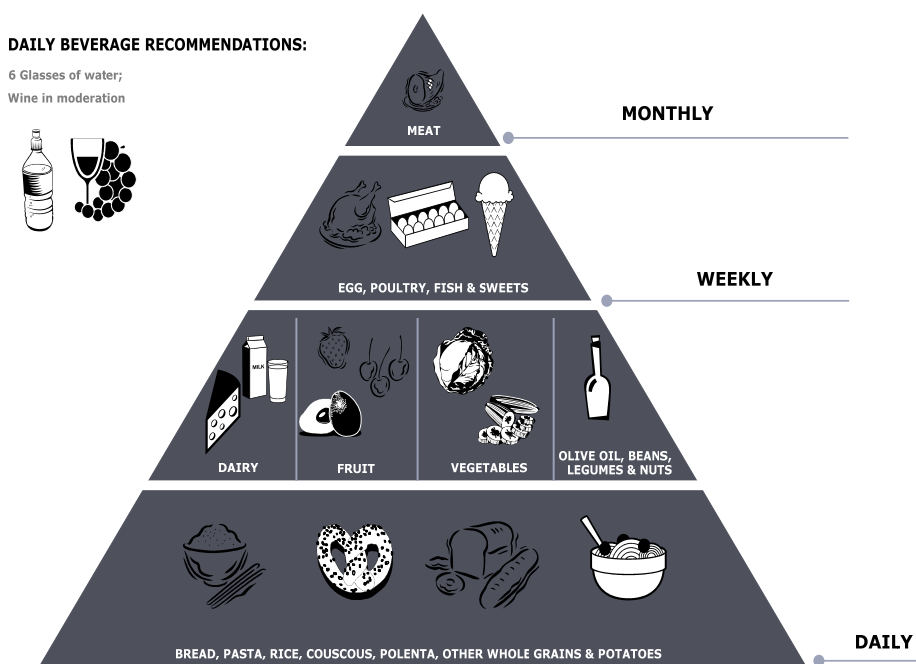 DAILY BEVERAGE RECOMMENDATIONS:
6 Glasses of water;
Wine in moderation
MEAT
MONTHLY
EGG, POULTRY, FISH & SWEETS
WEEKLY
MILK
DAIRY
FRUIT
VEGETABLES
OLIVE OIL, BEANS,
LEGUMES & NUTS
BREAD, PASTA, RICE, COUSCOUS, POLENTA, OTHER WHOLE GRAINS & POTATOES
DAILY